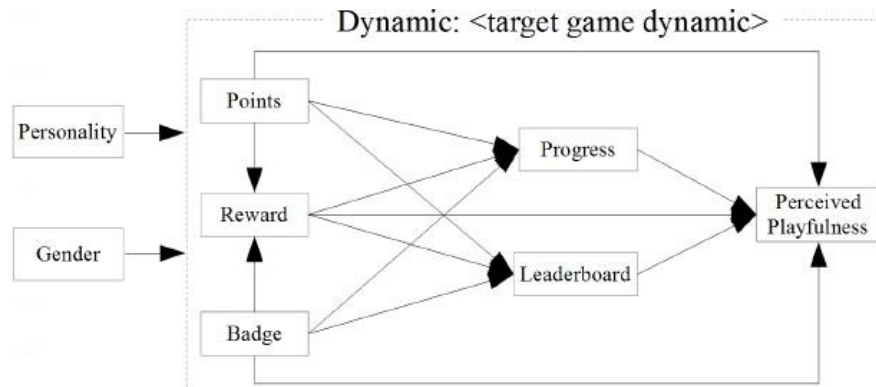 Dynamic: <target game dynamic>
Points
Personality
Progress
Reward
Perceived
Playfulness
Gender
Leaderboard
Badge